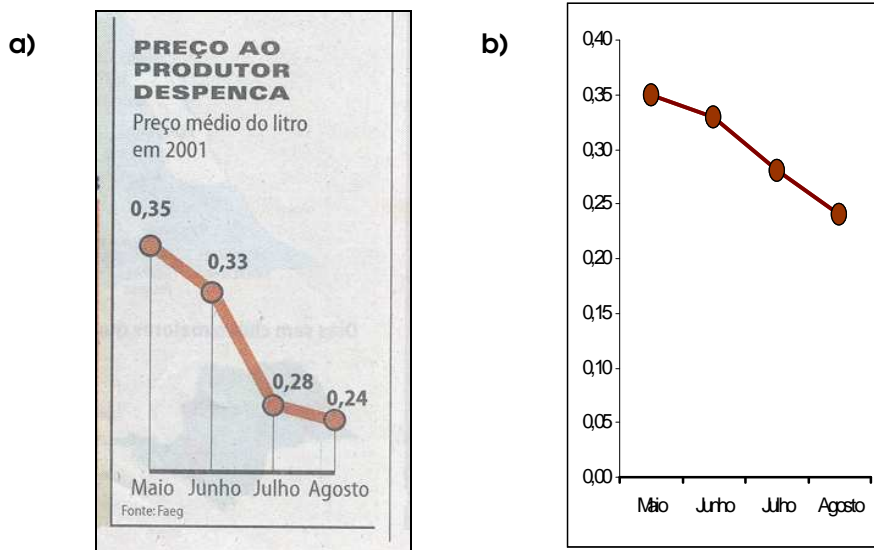 a)
PREÇO AO
PRODUTOR
DESPENCA
Preço médio do litro
em 2001
0,35
0,33
0,28
0,24
Maio Junho Julho Agosto
Fonte: Faeg
b)
0,40
0,35
0,30
0,25
0,20
0,15
0,10
0,05
0,00
Maio Junho Julho Agosto